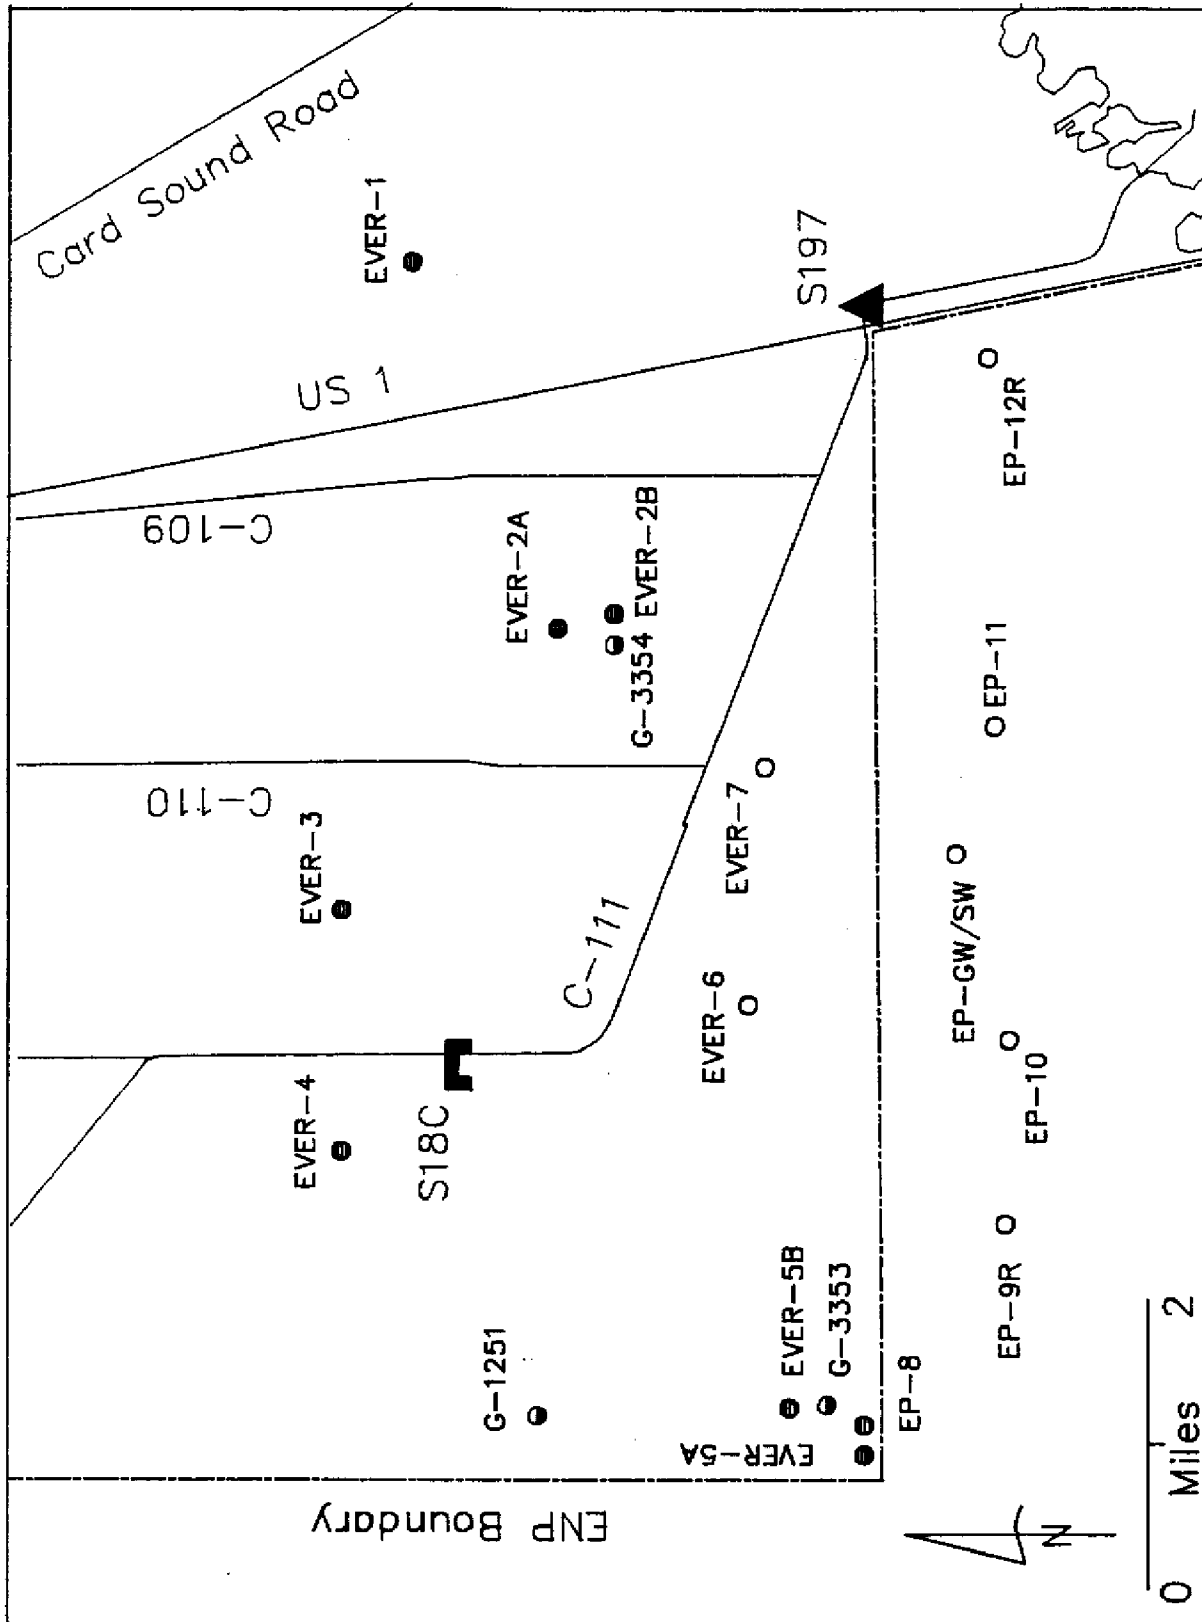 Card Sound Road
EVER-1
US 1
S197
C-109
EVER-2A
G-3354 EVER-2B
C-110
EVER-3
EVER-7
C-111
EVER-6
EVER-4
S18C
G-1251
EVER-5B
G-3353
EVER-5A
EP-8
EP-12R
EP-11
EP-GW/SW
EP-10
EP-9R
ENP Boundary
N
0 Miles 2